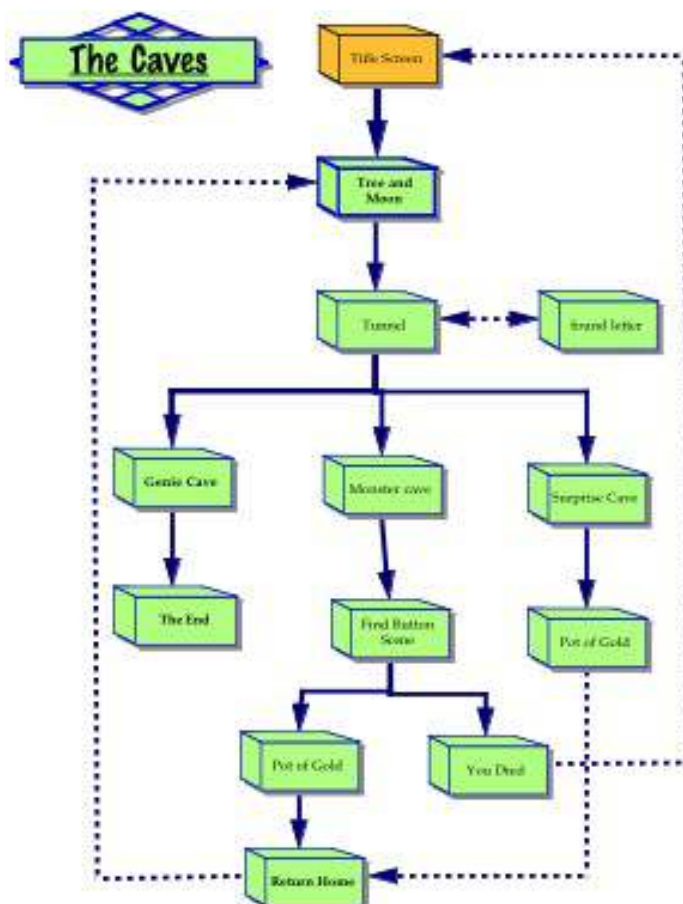 The Caves
Title Screen
Tree and
Moon
Tunnel
found letter
Genie Cave
Monster cave
Surprise Cave
The End
Find Button
Scene
Pot of Gold
Pot of Gold
You Died
Return Home